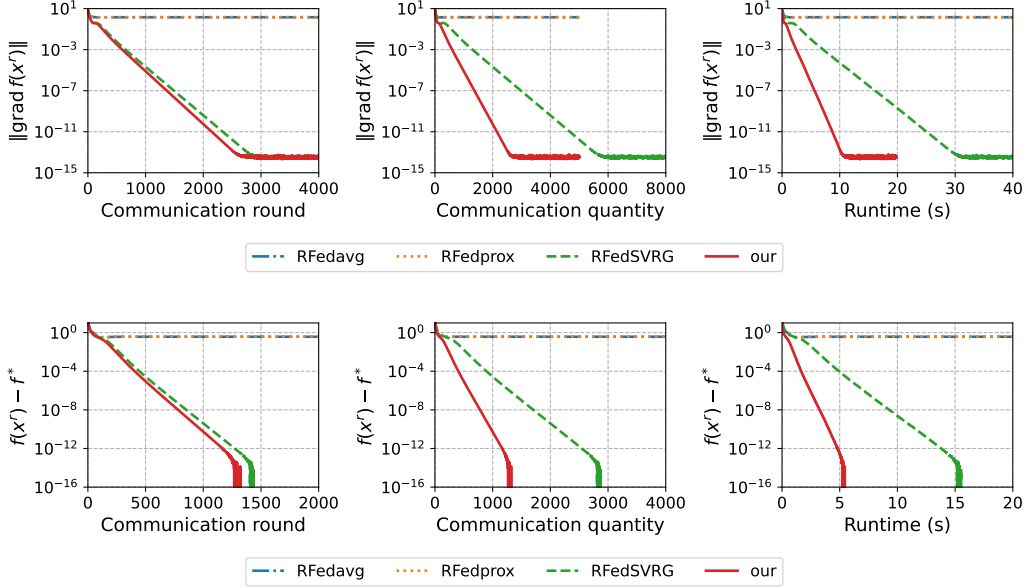 10^1
10^{-3}
10^{-7}
10^{-11}
10^{-15}
‖grad f(x^r)‖
0 1000 2000 3000 4000
Communication round
10^1
10^{-3}
10^{-7}
10^{-11}
10^{-15}
‖grad f(x^r)‖
0 2000 4000 6000 8000
Communication quantity
10^1
10^{-3}
10^{-7}
10^{-11}
10^{-15}
‖grad f(x^r)‖
0 10 20 30 40
Runtime (s)
RFedavg RFedprox RFedSVRG our
10^0
10^{-4}
10^{-8}
10^{-12}
10^{-16}
f(x^r) − f^*
0 500 1000 1500 2000
Communication round
10^0
10^{-4}
10^{-8}
10^{-12}
10^{-16}
f(x^r) − f^*
0 1000 2000 3000 4000
Communication quantity
10^0
10^{-4}
10^{-8}
10^{-12}
10^{-16}
f(x^r) − f^*
0 5 10 15 20
Runtime (s)
RFedavg RFedprox RFedSVRG our